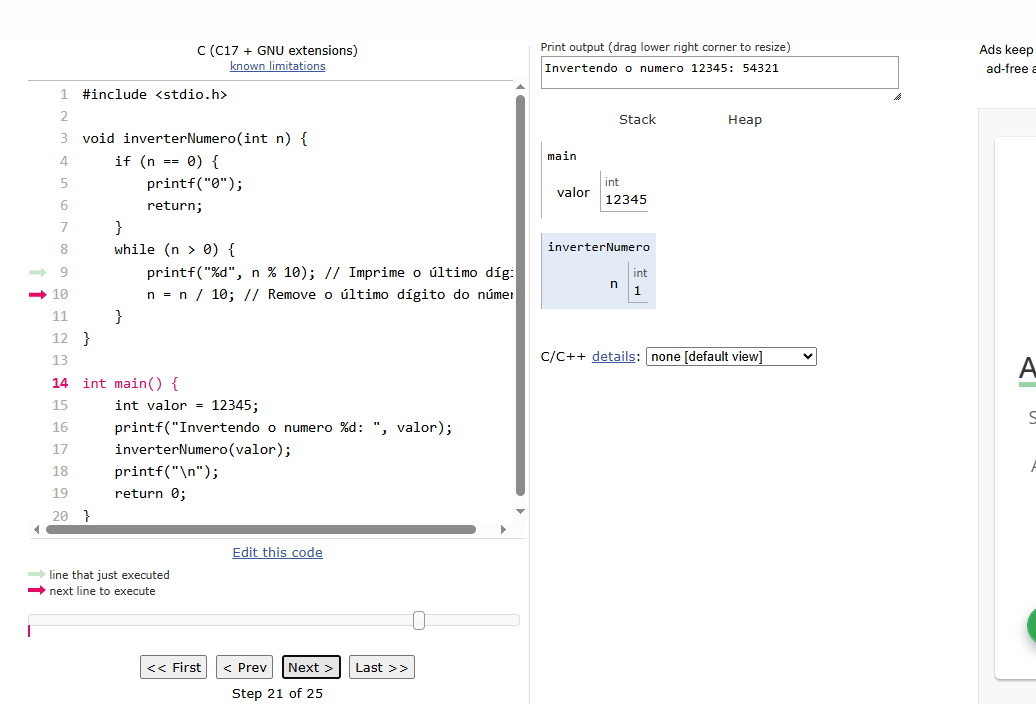 C (C17 + GNU extensions)
known limitations
1 #include <stdio.h>
2
3 void inverterNumero(int n) {
4 if (n == 0) {
5 printf("0");
6 return;
7 }
8 while (n > 0) {
9 printf("%d", n % 10); // Imprime o último
10 n = n / 10; // Remove o último dígito do
11 }
12 }
13
14 int main() {
15 int valor = 12345;
16 printf("Invertendo o numero %d: ", valor);
17 inverterNumero(valor);
18 printf("\n");
19 return 0;
20 }
Edit this code
line that just executed
next line to execute
<< First < Prev Next > Last >>
Step 21 of 25
Print output (drag lower right corner to resize)
Invertendo o numero 12345: 54321
Stack Heap
main
valor int 12345
inverterNumero
n int 1
C/C++ details: none [default view]
Ads keep
ad-free